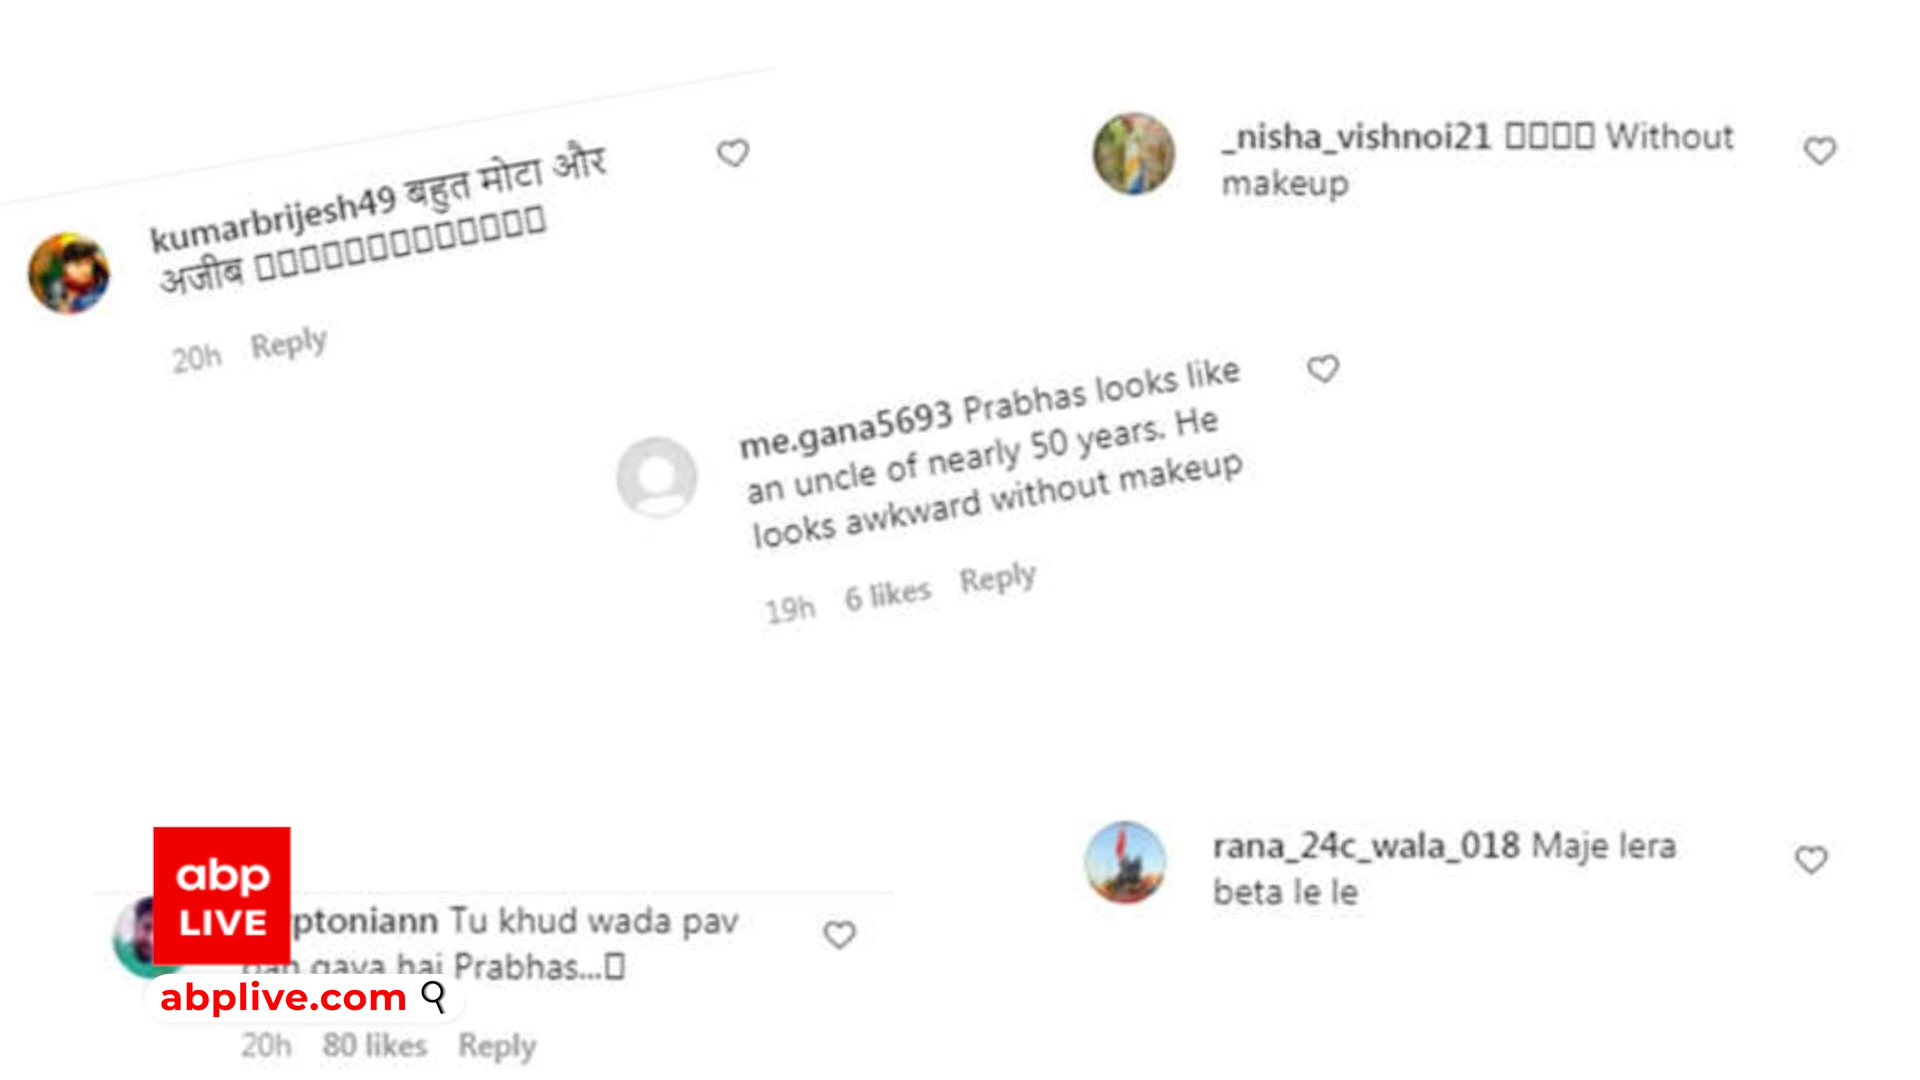 kumarbrijesh49 बहुत मोटा और
अजीब
20h Reply
_nisha_vishnoi21 Without
makeup
me.gana5693 Prabhas looks like
an uncle of nearly 50 years. He
looks awkward without makeup
19h 6 likes Reply
rana_24c_wala_018 Maje lera
beta le le
abp
LIVE
ptoniann Tu khud wada pav
gaya hai Prabhas...
abplive.com
20h 80 likes Reply